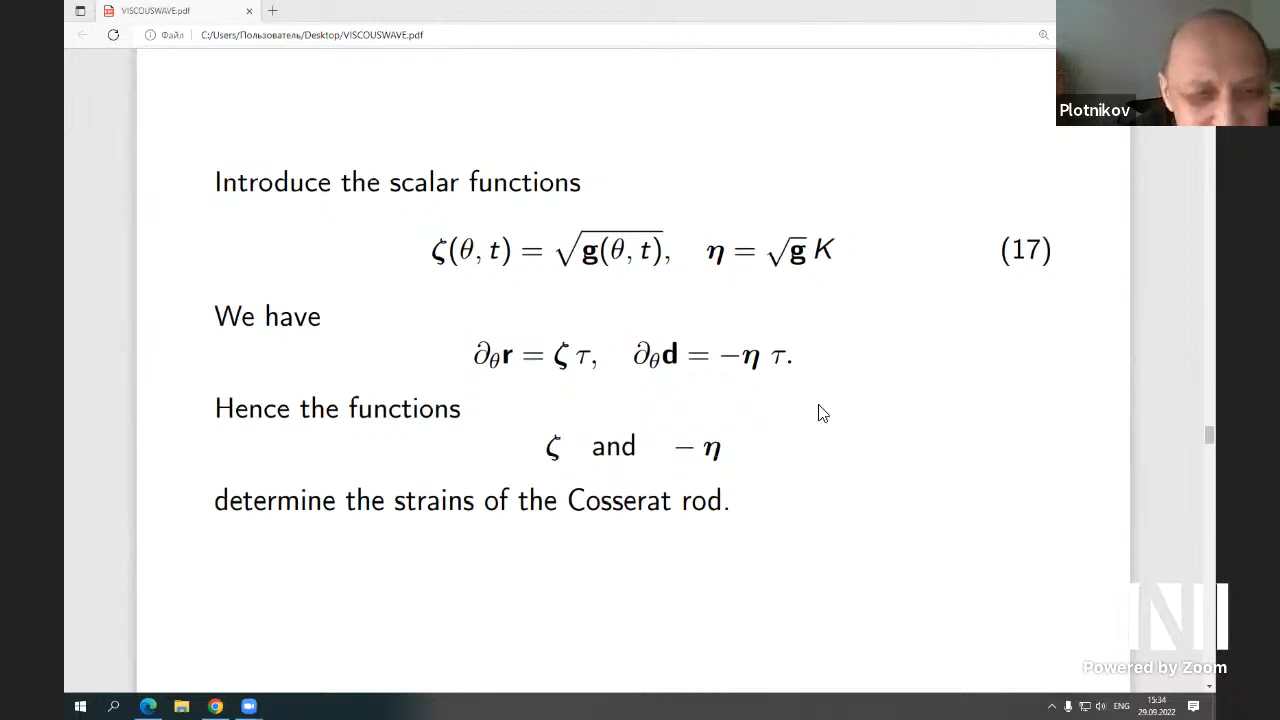 VISCOUSWAVE.pdf
Файл C:/Users/Пользователь/Desktop/VISCOUSWAVE.pdf
Plotnikov
Introduce the scalar functions
ζ(θ, t) = √g(θ, t), η = √g K (17)
We have
∂θr = ζ τ, ∂θd = −η τ.
Hence the functions
ζ and − η
determine the strains of the Cosserat rod.
INI
Powered by Zoom
ENG
15:34
29.09.2022